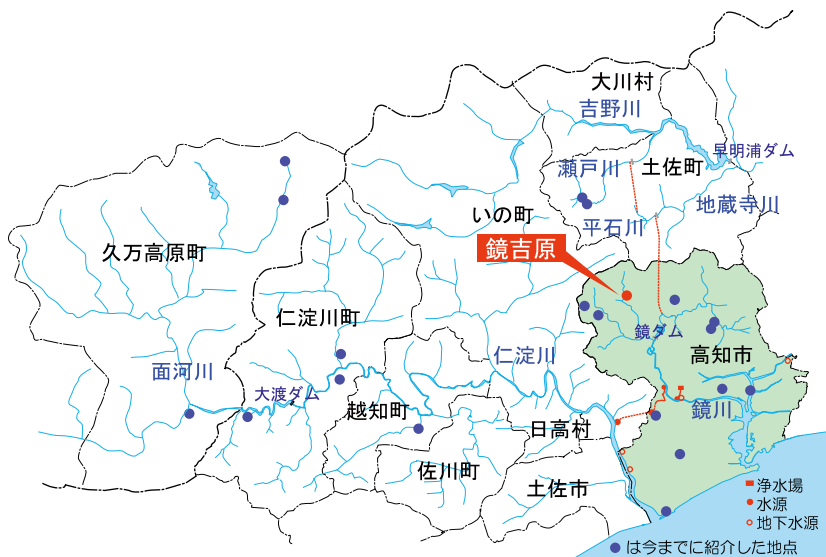 大川村
吉野川
早明浦ダム
瀬戸川
土佐町
地蔵寺川
いの町
平石川
鏡吉原
久万高原町
仁淀川町
鏡ダム
高知市
仁淀川
面河川
大渡ダム
越知町
鏡川
日高村
佐川町
土佐市
浄水場
水源
地下水源
は今までに紹介した地点